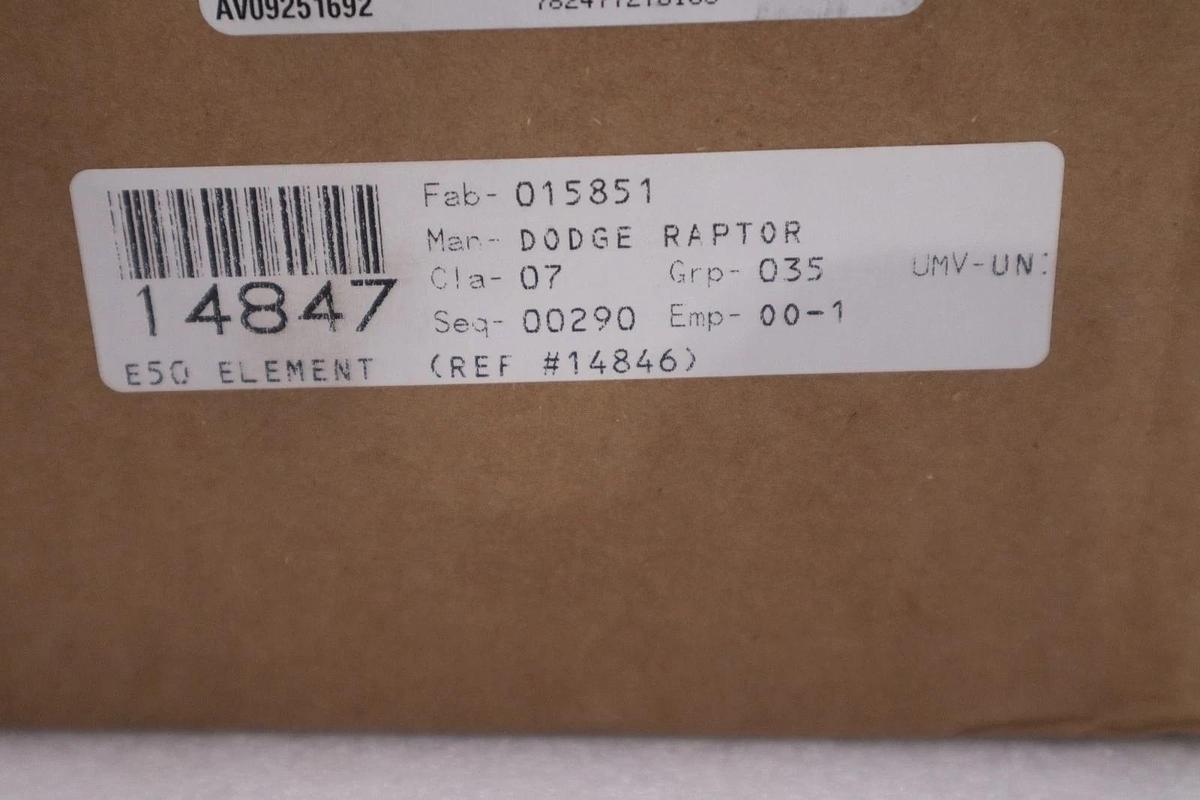 AV09251692
Fab- 015851
Man- DODGE RAPTOR
Cla- 07 Grp- 035 UMV-UN:
14847
Seq- 00290 Emp- 00-1
E50 ELEMENT (REF #14846)